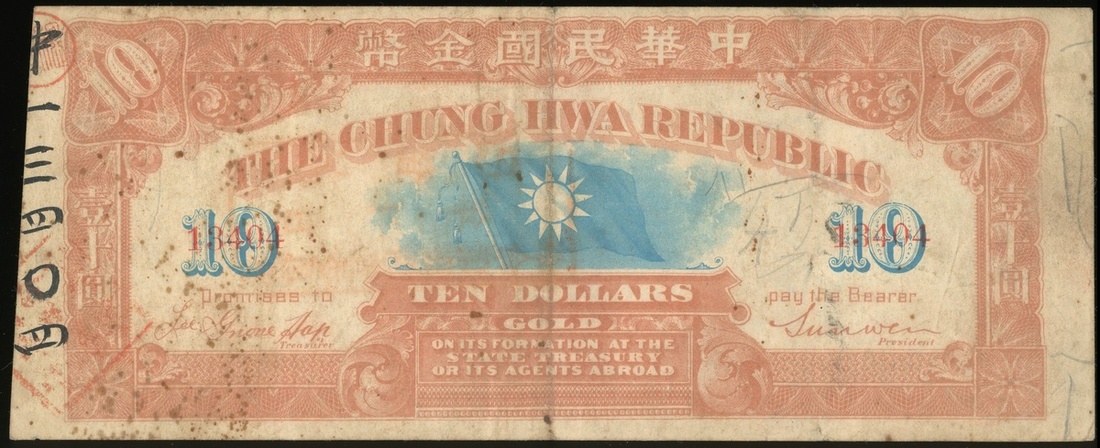 幣金國民華中
10
10
THE CHUNG HWA REPUBLIC
壹十圓
壹十圓
10
13404
10
13404
Promises to
TEN DOLLARS
pay the Bearer
GOLD
Treasurer
Sunwen
President
ON ITS FORMATION AT THE
STATE TREASURY
OR ITS AGENTS ABROAD